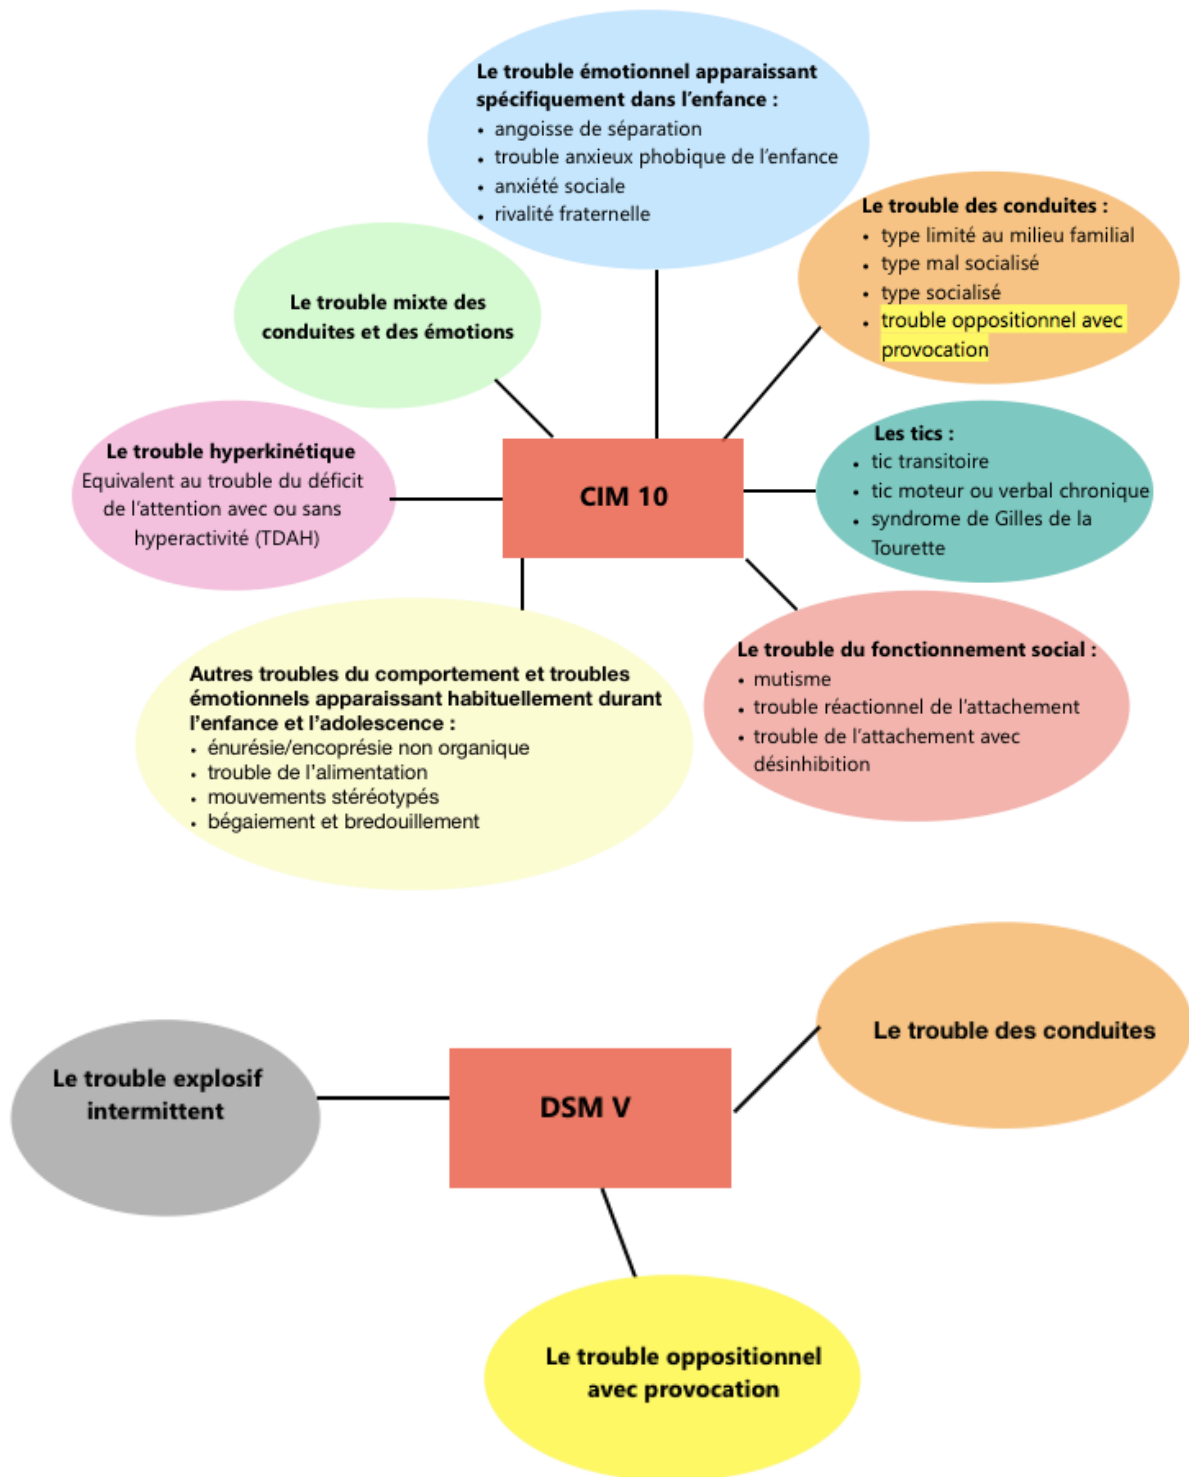 Le trouble émotionnel apparaissant
spécifiquement dans l'enfance :
• angoisse de séparation
• trouble anxieux phobique de l'enfance
• anxiété sociale
• rivalité fraternelle
Le trouble des conduites :
• type limité au milieu familial
• type mal socialisé
• type socialisé
• trouble oppositionnel avec
provocation
Le trouble mixte des
conduites et des émotions
Le trouble hyperkinétique
Equivalent au trouble du déficit
de l'attention avec ou sans
hyperactivité (TDAH)
CIM 10
Les tics :
• tic transitoire
• tic moteur ou verbal chronique
• syndrome de Gilles de la
Tourette
Autres troubles du comportement et troubles
émotionnels apparaissant habituellement durant
l'enfance et l'adolescence :
• énurésie/encoprésie non organique
• trouble de l'alimentation
• mouvements stéréotypés
• bégaiement et bredouillement
Le trouble du fonctionnement social :
• mutisme
• trouble réactionnel de l'attachement
• trouble de l'attachement avec
désinhibition
Le trouble des conduites
Le trouble explosif
intermittent
DSM V
Le trouble oppositionnel
avec provocation